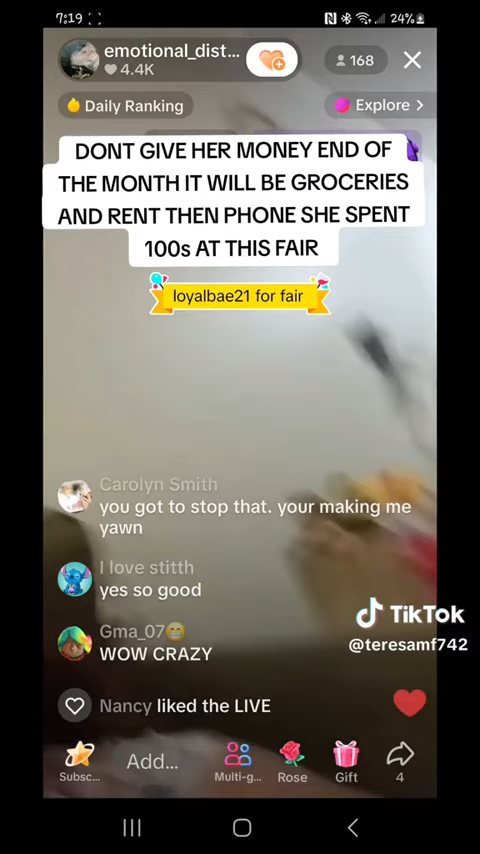 7:19
24%
emotional_dist...
4.4K
168
Daily Ranking
Explore >
DONT GIVE HER MONEY END OF
THE MONTH IT WILL BE GROCERIES
AND RENT THEN PHONE SHE SPENT
100s AT THIS FAIR
loyalbae21 for fair
Carolyn Smith
you got to stop that. your making me
yawn
I love stitth
yes so good
Gma_07😁
WOW CRAZY
Nancy liked the LIVE
TikTok
@teresamf742
Add...
Subsc...
Multi-g...
Rose
Gift
4